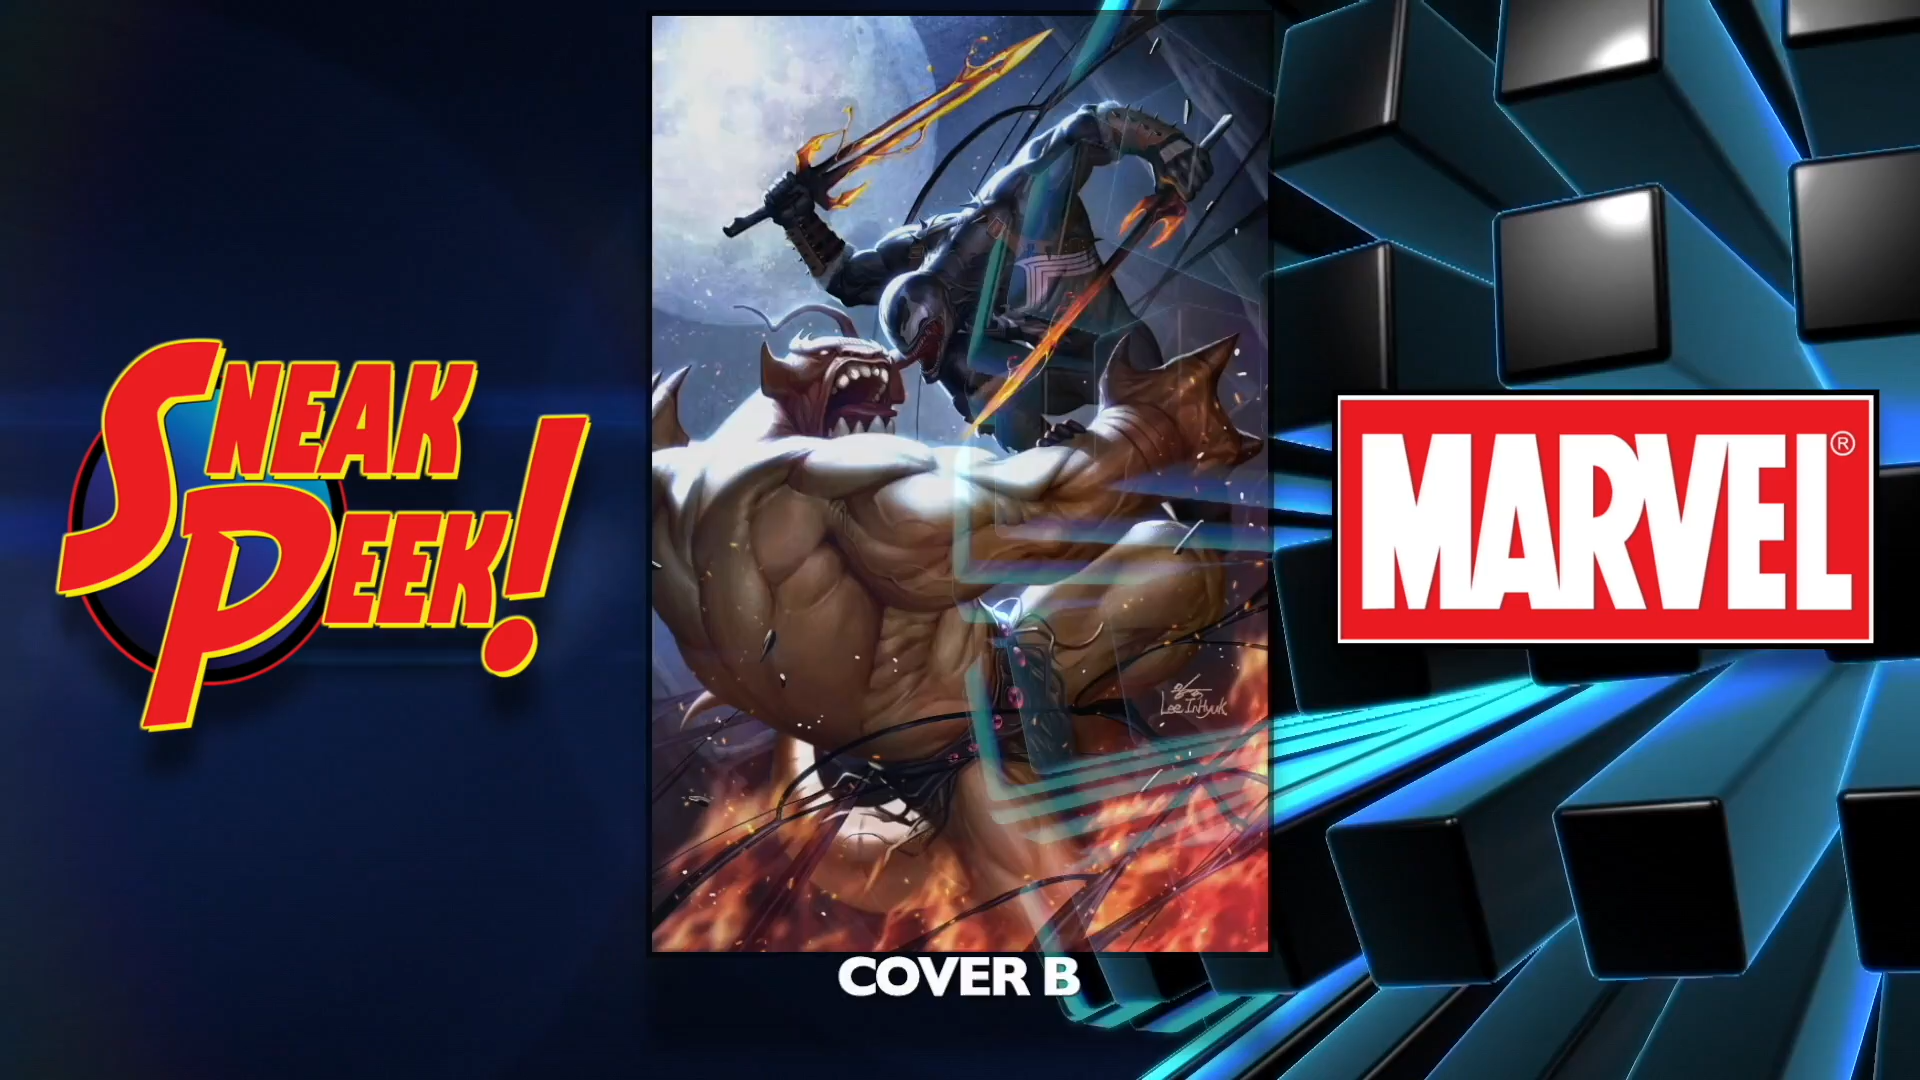 SNEAK
PEEK!
MARVEL®
Lee InHyuk
COVER B